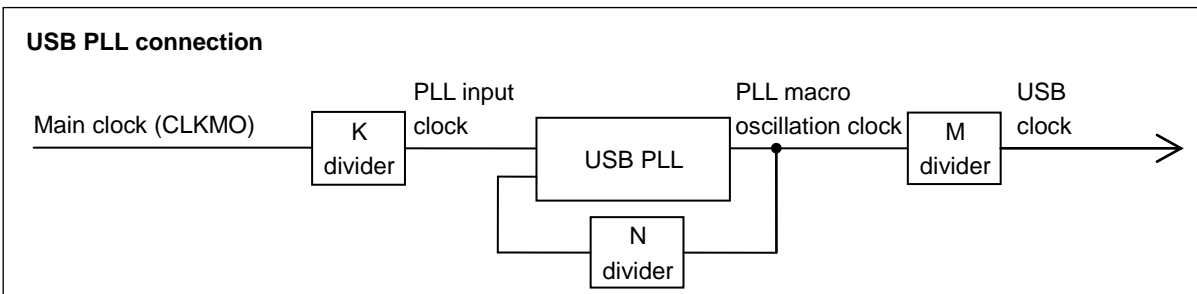 USB PLL connection
Main clock (CLKMO)
K
divider
PLL input
clock
USB PLL
N
divider
PLL macro
oscillation clock
M
divider
USB
clock